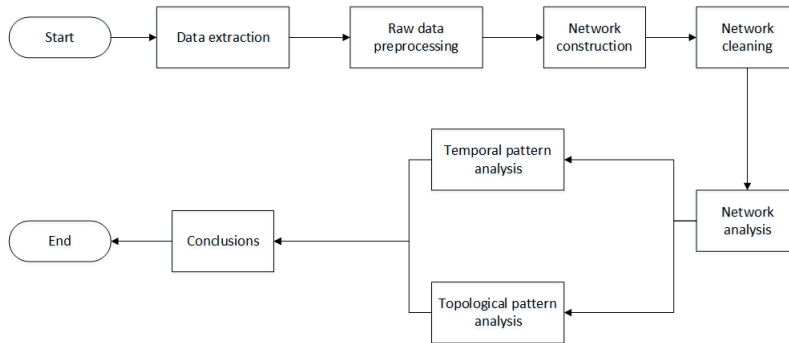 Start
Data extraction
Raw data
preprocessing
Network
construction
Network
cleaning
Temporal pattern
analysis
Network
analysis
End
Conclusions
Topological pattern
analysis